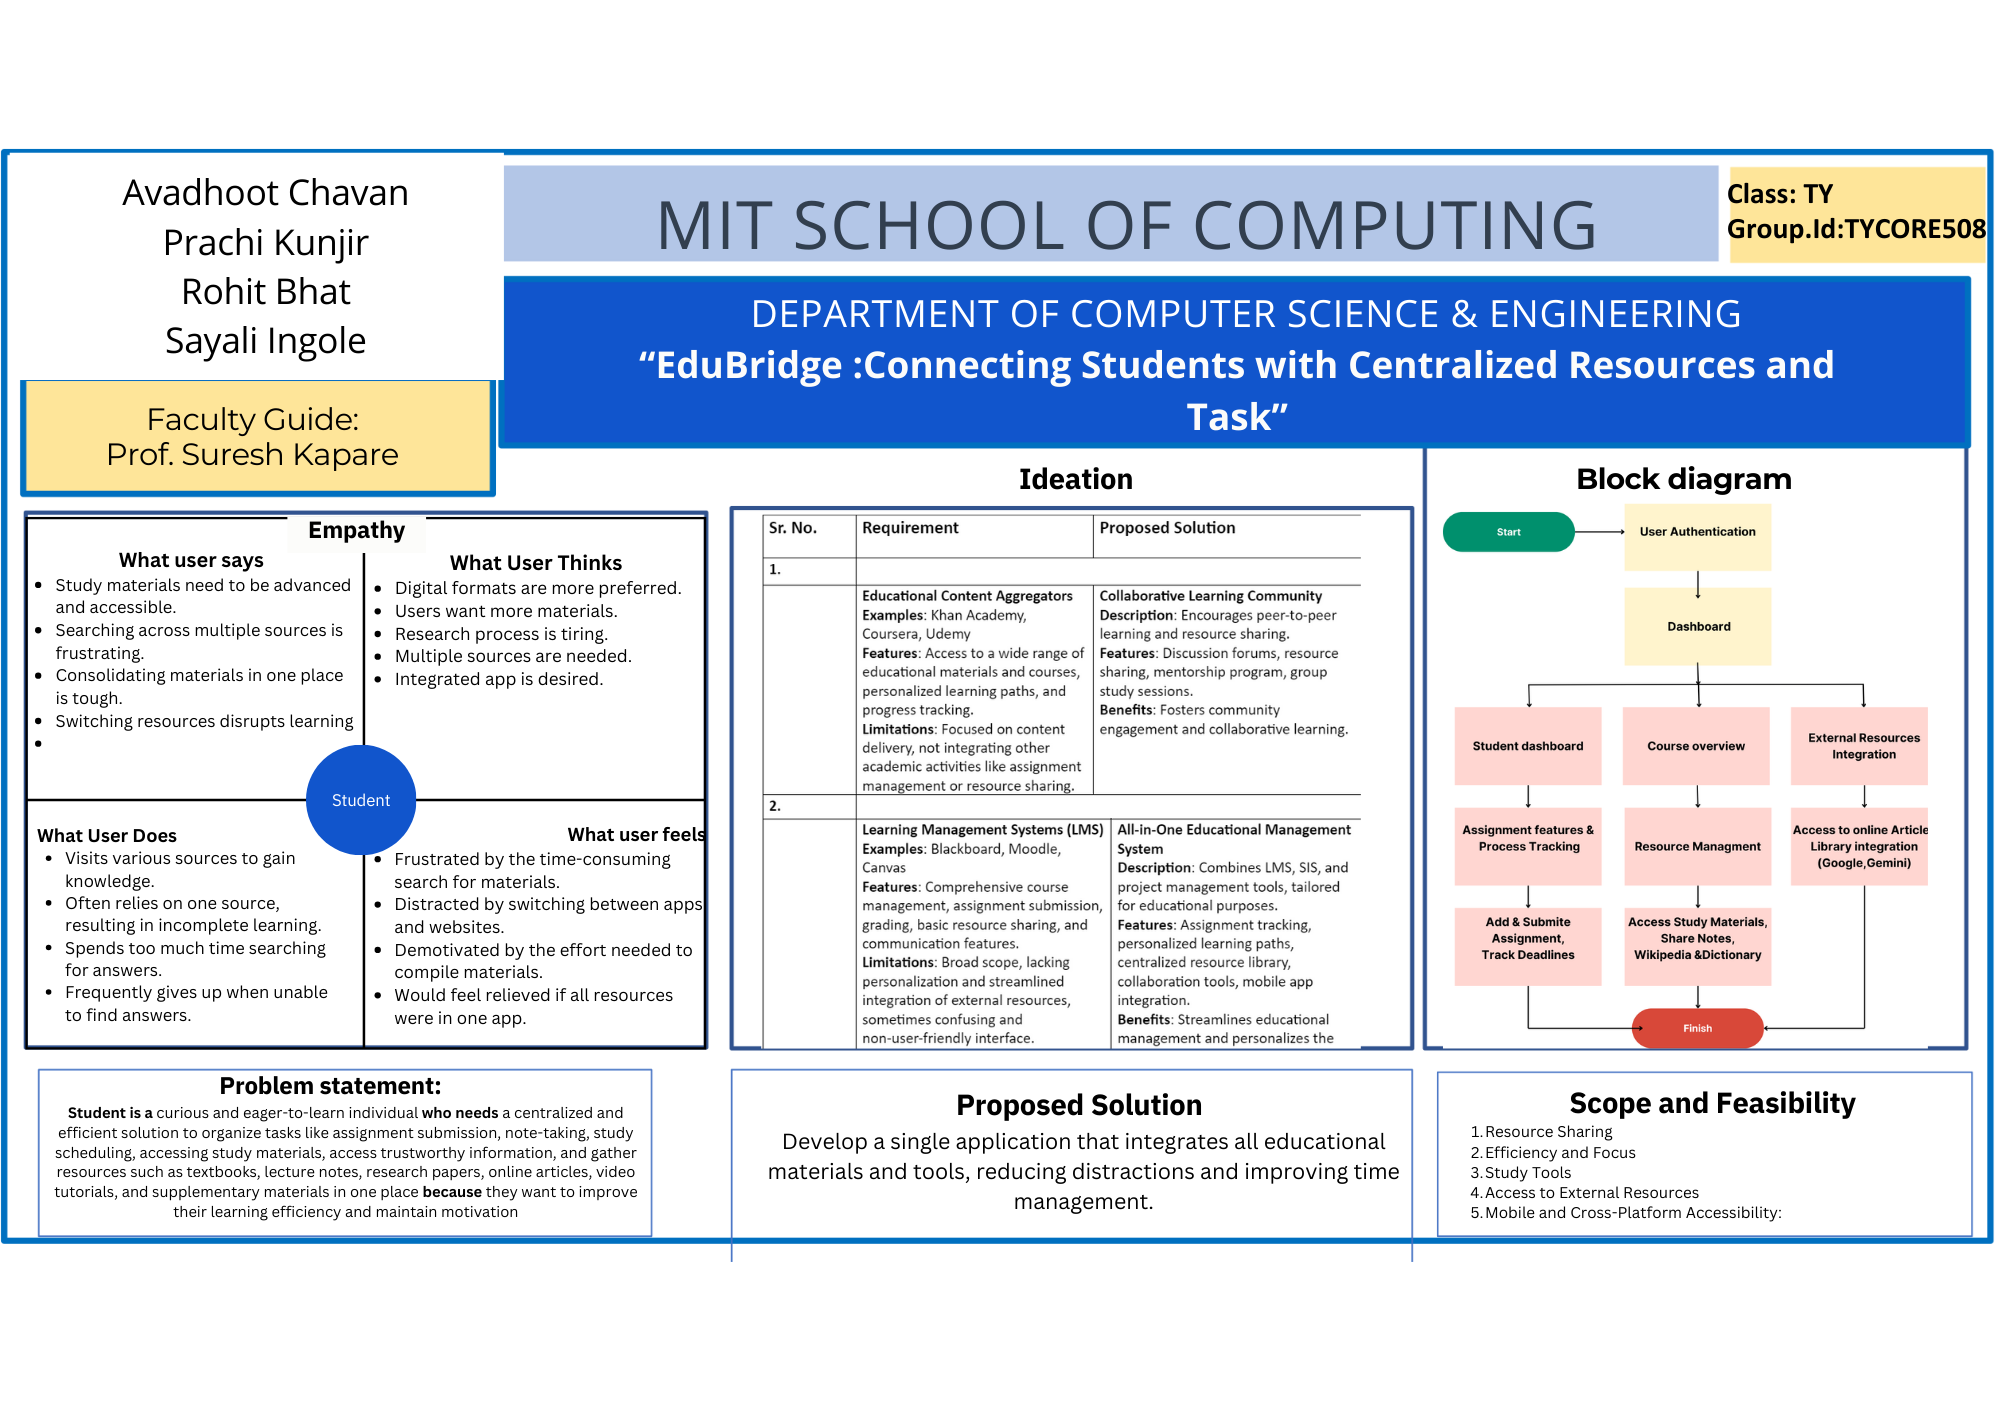 Avadhoot Chavan
Prachi Kunjir
Rohit Bhat
Sayali Ingole
MIT SCHOOL OF COMPUTING
Class: TY
Group.Id:TYCORE508
DEPARTMENT OF COMPUTER SCIENCE & ENGINEERING
“EduBridge :Connecting Students with Centralized Resources and
Task”
Faculty Guide:
Prof. Suresh Kapare
Empathy
What user says
Study materials need to be advanced
and accessible.
Searching across multiple sources is
frustrating.
Consolidating materials in one place
is tough.
Switching resources disrupts learning
What User Thinks
Digital formats are more preferred.
Users want more materials.
Research process is tiring.
Multiple sources are needed.
Integrated app is desired.
Student
What User Does
Visits various sources to gain
knowledge.
Often relies on one source,
resulting in incomplete learning.
Spends too much time searching
for answers.
Frequently gives up when unable
to find answers.
What user feels
Frustrated by the time-consuming
search for materials.
Distracted by switching between apps
and websites.
Demotivated by the effort needed to
compile materials.
Would feel relieved if all resources
were in one app.
Ideation
Sr. No.
Requirement
Proposed Solution
1.
Educational Content Aggregators
Examples: Khan Academy,
Coursera, Udemy
Features: Access to a wide range of
educational materials and courses,
personalized learning paths, and
progress tracking.
Limitations: Focused on content
delivery, not integrating other
academic activities like assignment
management or resource sharing.
Collaborative Learning Community
Description: Encourages peer-to-peer
learning and resource sharing.
Features: Discussion forums, resource
sharing, mentorship program, group
study sessions.
Benefits: Fosters community
engagement and collaborative learning.
2.
Learning Management Systems (LMS)
Examples: Blackboard, Moodle,
Canvas
Features: Comprehensive course
management, assignment submission,
grading, basic resource sharing, and
communication features.
Limitations: Broad scope, lacking
personalization and streamlined
integration of external resources,
sometimes confusing and
non-user-friendly interface.
All-in-One Educational Management
System
Description: Combines LMS, SIS, and
project management tools, tailored
for educational purposes.
Features: Assignment tracking,
personalized learning paths,
centralized resource library,
collaboration tools, mobile app
integration.
Benefits: Streamlines educational
management and personalizes the
Block diagram
Start
User Authentication
Dashboard
Student dashboard
Course overview
External Resources
Integration
Assignment features &
Process Tracking
Resource Managment
Access to online Article
Library integration
(Google,Gemini)
Add & Submite
Assignment,
Track Deadlines
Access Study Materials,
Share Notes,
Wikipedia &Dictionary
Finish
Problem statement:
Student is a curious and eager-to-learn individual who needs a centralized and
efficient solution to organize tasks like assignment submission, note-taking, study
scheduling, accessing study materials, access trustworthy information, and gather
resources such as textbooks, lecture notes, research papers, online articles, video
tutorials, and supplementary materials in one place because they want to improve
their learning efficiency and maintain motivation
Proposed Solution
Develop a single application that integrates all educational
materials and tools, reducing distractions and improving time
management.
Scope and Feasibility
1. Resource Sharing
2. Efficiency and Focus
3. Study Tools
4. Access to External Resources
5. Mobile and Cross-Platform Accessibility: